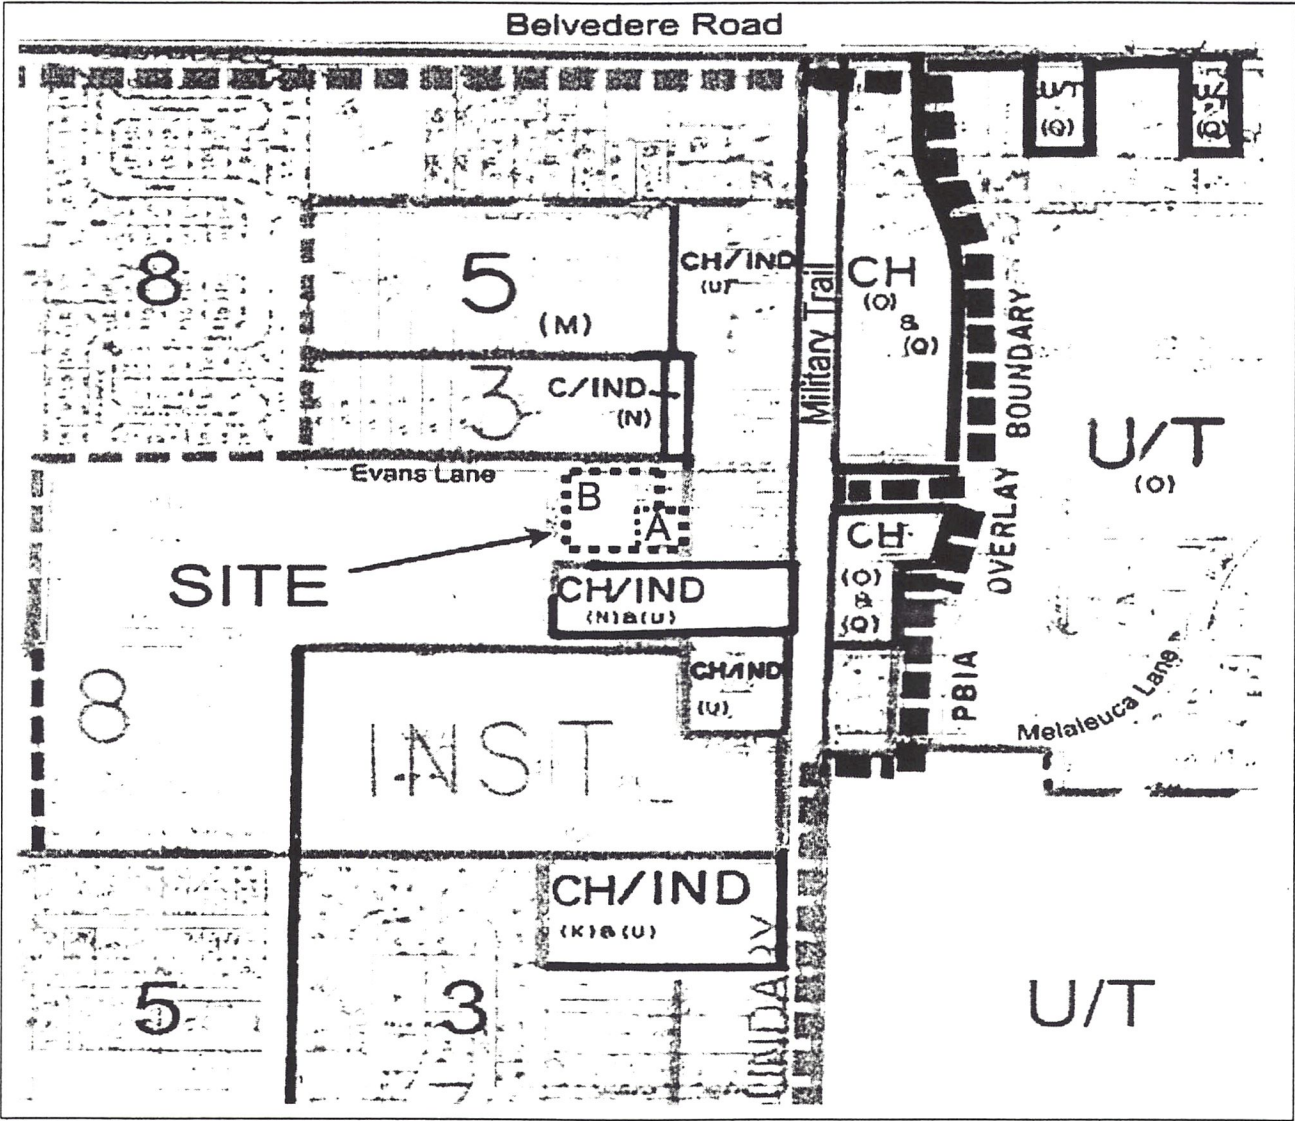 Belvedere Road
U/T
(Q)
8
5
(M)
CH/IND
(U)
Military Trail
CH
(O)
&
(Q)
BOUNDARY
U/T
(O)
3
C/IND
(N)
Evans Lane
B
A
SITE
CH/IND
(N)&(U)
CH
(O)
&
(Q)
OVERLAY
PBIA
Melaleuca Lane
8
CH/IND
(U)
INST
CH/IND
(K)&(U)
5
3
U/T